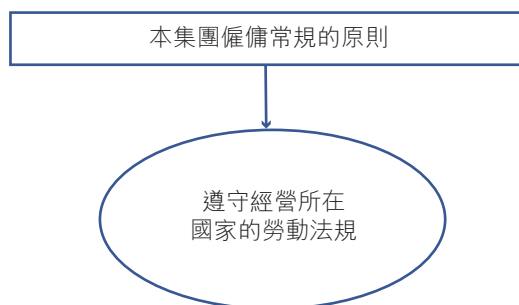 本集團僱傭常規的原則
遵守經營所在
國家的勞動法規